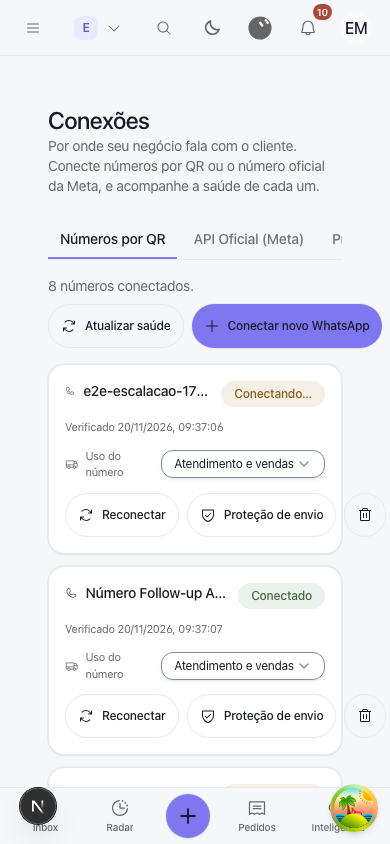 E
10
EM
Conexões
Por onde seu negócio fala com o cliente.
Conecte números por QR ou o número oficial
da Meta, e acompanhe a saúde de cada um.
Números por QR
API Oficial (Meta)
8 números conectados.
Atualizar saúde
Conectar novo WhatsApp
e2e-escalacao-17...
Conectando...
Verificado 20/11/2026, 09:37:06
Uso do
número
Atendimento e vendas
Reconectar
Proteção de envio
Número Follow-up A...
Conectado
Verificado 20/11/2026, 09:37:07
Uso do
número
Atendimento e vendas
Reconectar
Proteção de envio
N
Inbox
Radar
Pedidos